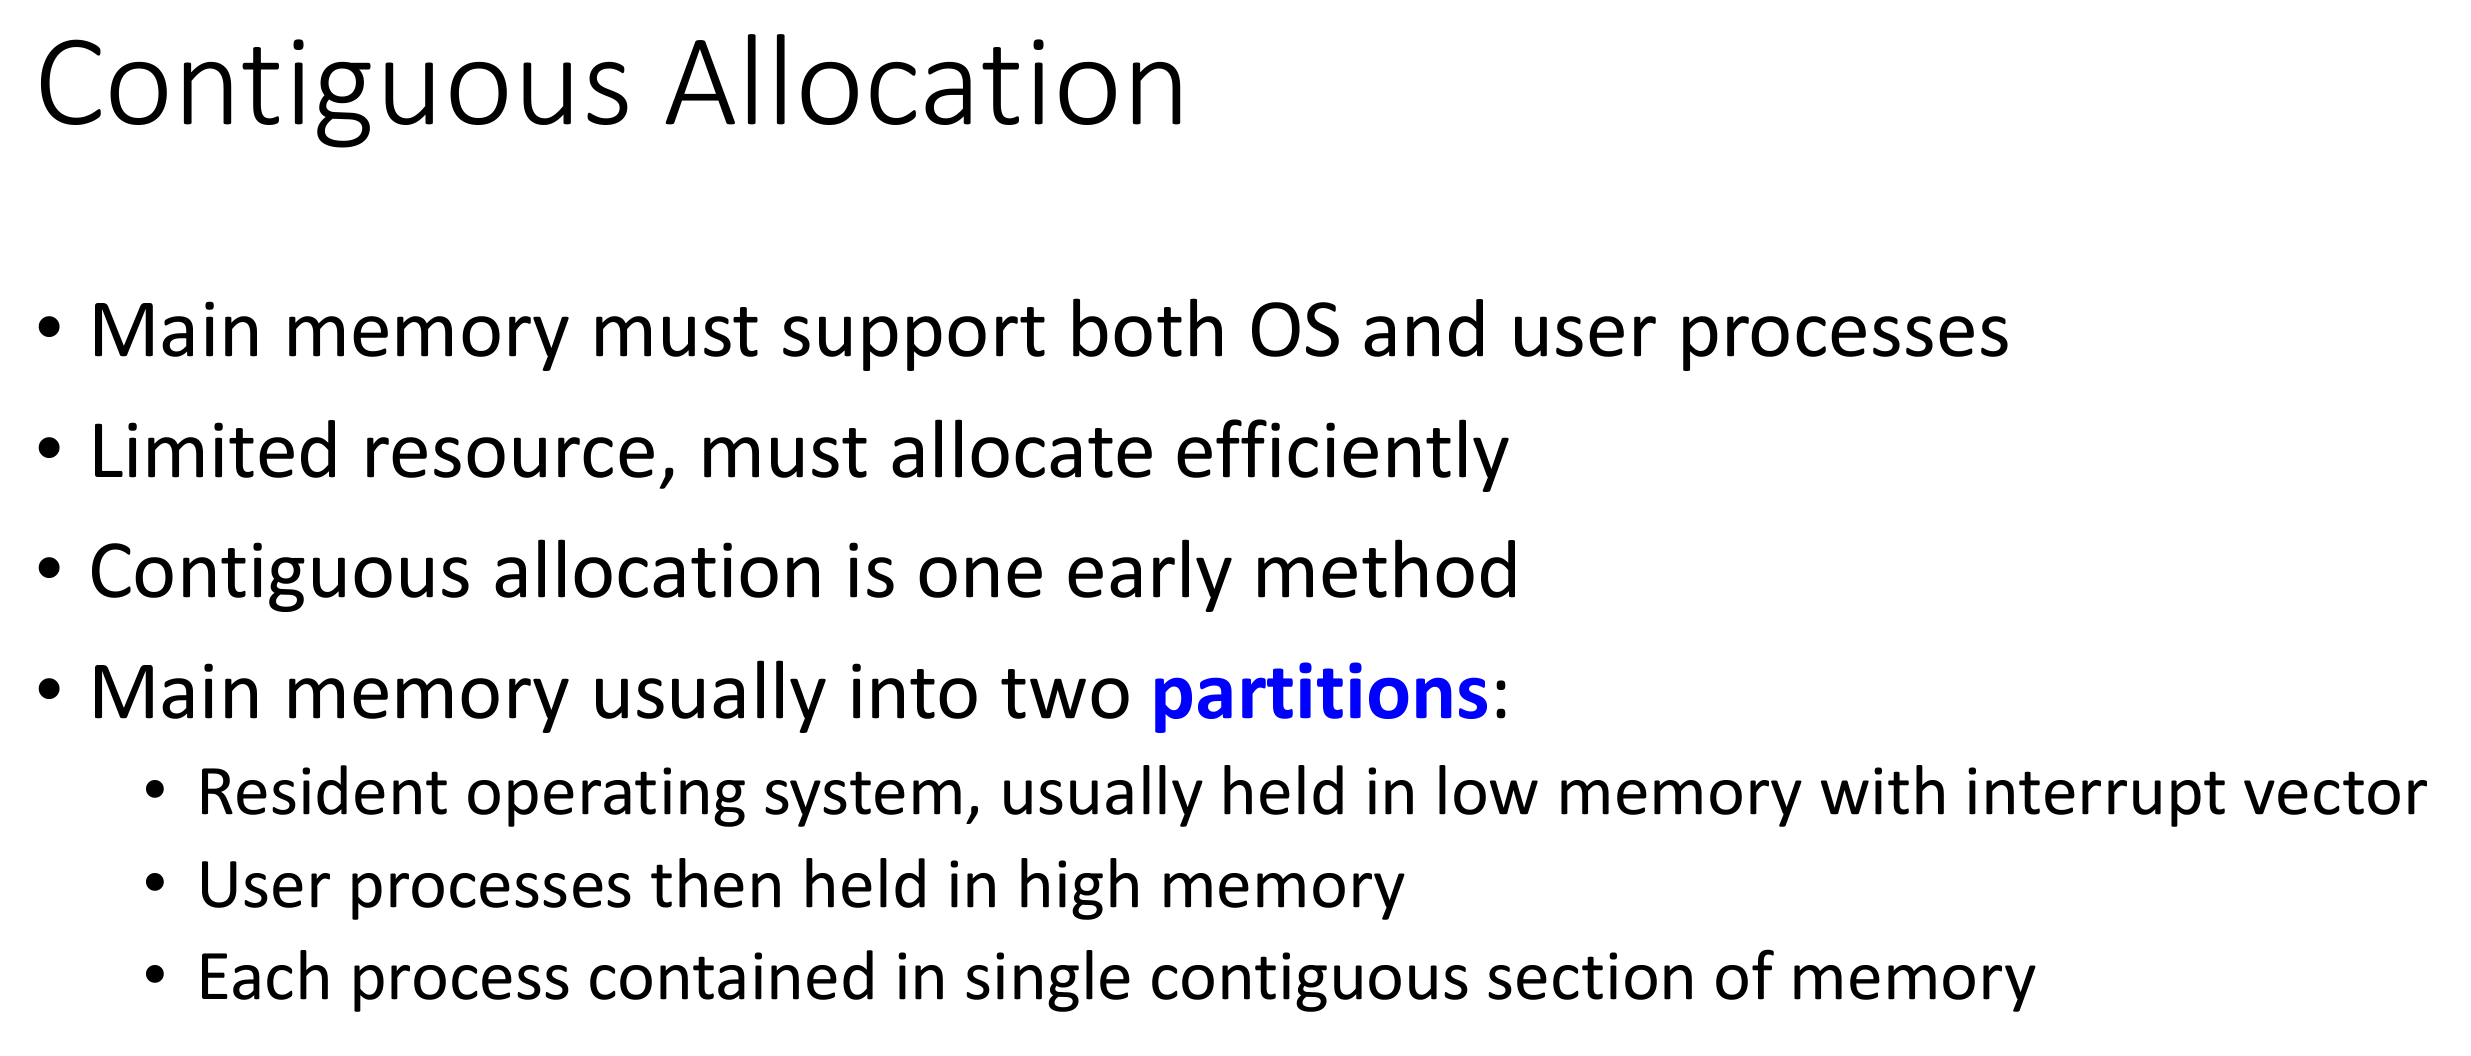 Contiguous Allocation
• Main memory must support both OS and user processes
• Limited resource, must allocate efficiently
• Contiguous allocation is one early method
• Main memory usually into two partitions:
• Resident operating system, usually held in low memory with interrupt vector
• User processes then held in high memory
• Each process contained in single contiguous section of memory